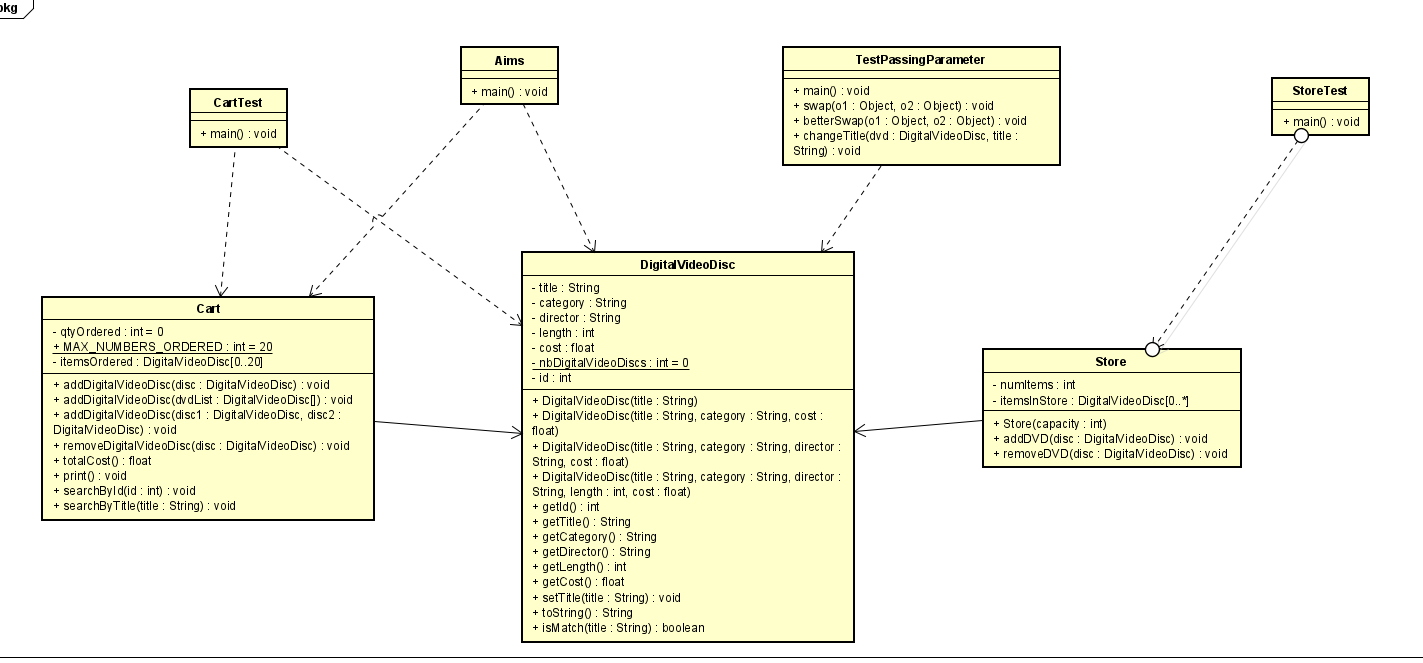 pkg
CartTest
+ main() : void
Aims
+ main() : void
TestPassingParameter
+ main() : void
+ swap(o1 : Object, o2 : Object) : void
+ betterSwap(o1 : Object, o2 : Object) : void
+ changeTitle(dvd : DigitalVideoDisc, title :
String) : void
StoreTest
+ main() : void
Cart
- qtyOrdered : int = 0
+ MAX_NUMBERS_ORDERED : int = 20
- itemsOrdered : DigitalVideoDisc[0..20]
+ addDigitalVideoDisc(disc : DigitalVideoDisc) : void
+ addDigitalVideoDisc(dvdList : DigitalVideoDisc[]) : void
+ addDigitalVideoDisc(disc1 : DigitalVideoDisc, disc2 :
DigitalVideoDisc) : void
+ removeDigitalVideoDisc(disc : DigitalVideoDisc) : void
+ totalCost() : float
+ print() : void
+ searchById(id : int) : void
+ searchByTitle(title : String) : void
DigitalVideoDisc
- title : String
- category : String
- director : String
- length : int
- cost : float
- nbDigitalVideoDiscs : int = 0
- id : int
+ DigitalVideoDisc(title : String)
+ DigitalVideoDisc(title : String, category : String, cost :
float)
+ DigitalVideoDisc(title : String, category : String, director :
String, cost : float)
+ DigitalVideoDisc(title : String, category : String, director :
String, length : int, cost : float)
+ getId() : int
+ getTitle() : String
+ getCategory() : String
+ getDirector() : String
+ getLength() : int
+ getCost() : float
+ setTitle(title : String) : void
+ toString() : String
+ isMatch(title : String) : boolean
Store
- numItems : int
- itemsInStore : DigitalVideoDisc[0..*]
+ Store(capacity : int)
+ addDVD(disc : DigitalVideoDisc) : void
+ removeDVD(disc : DigitalVideoDisc) : void